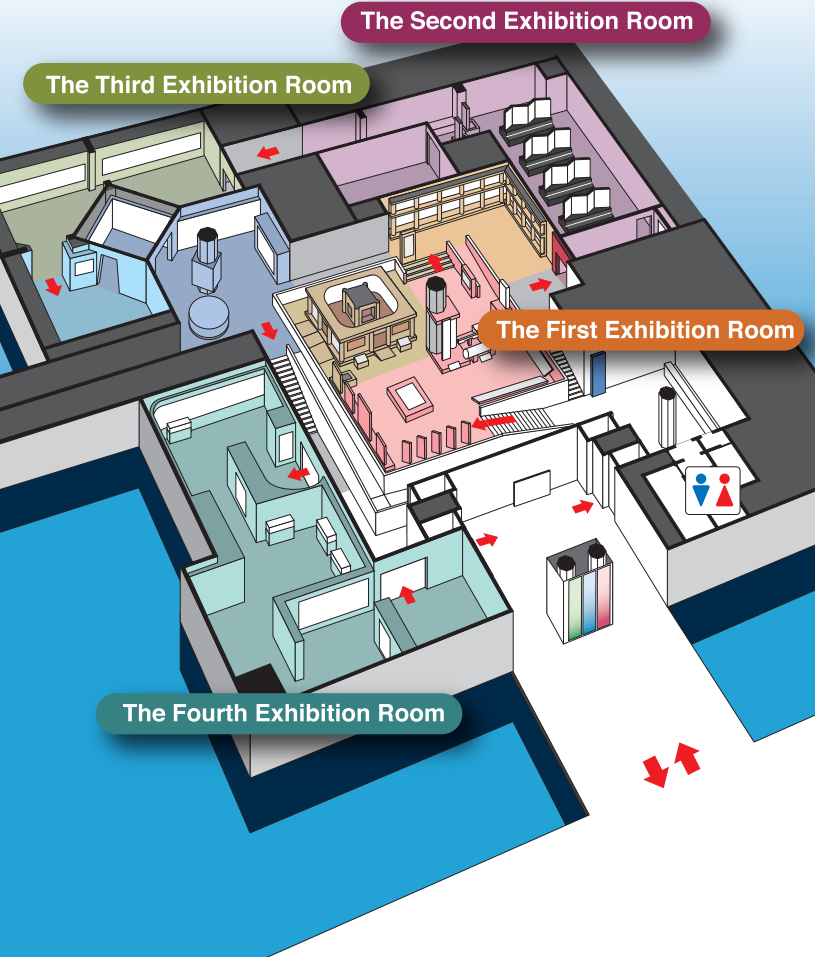 The Second Exhibition Room
The Third Exhibition Room
The First Exhibition Room
The Fourth Exhibition Room